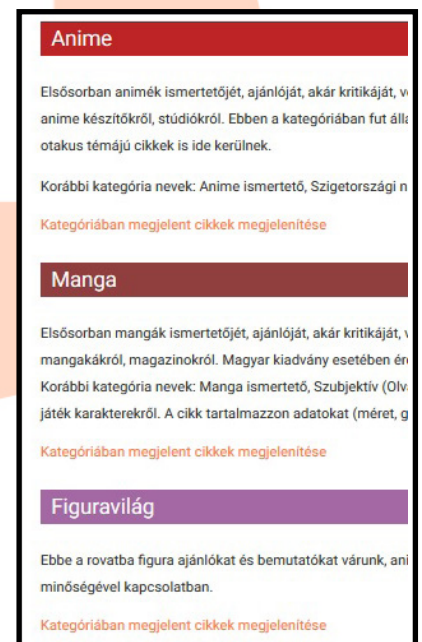 Anime
Elsősorban animék ismertetőjét, ajánlóját, akár kritikáját,
anime készítőkről, stúdiókról. Ebben a kategóriában fut
otakus témájú cikkek is ide kerülnek.
Korábbi kategória nevek: Anime ismertető, Szigetországi
Kategóriában megjelent cikkek megjelenítése
Manga
Elsősorban mangák ismertetőjét, ajánlóját, akár kritikáját,
mangakákról, magazinokról. Magyar kiadvány esetében
Korábbi kategória nevek: Manga ismertető, Szubjektív
játék karakterekről. A cikk tartalmazzon adatokat (méret,
Kategóriában megjelent cikkek megjelenítése
Figuravilág
Ebbe a rovatba figura ajánlókat és bemutatókat várunk,
minőségével kapcsolatban.
Kategóriában megjelent cikkek megjelenítése